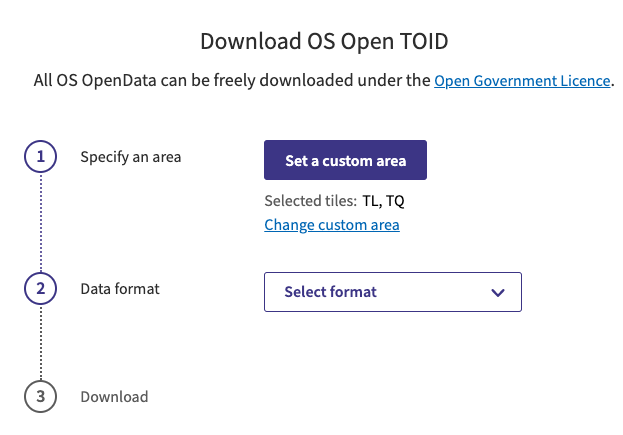 Download OS Open TOID
All OS OpenData can be freely downloaded under the Open Government Licence.
1 Specify an area
Set a custom area
Selected tiles: TL, TQ
Change custom area
2 Data format
Select format
3 Download